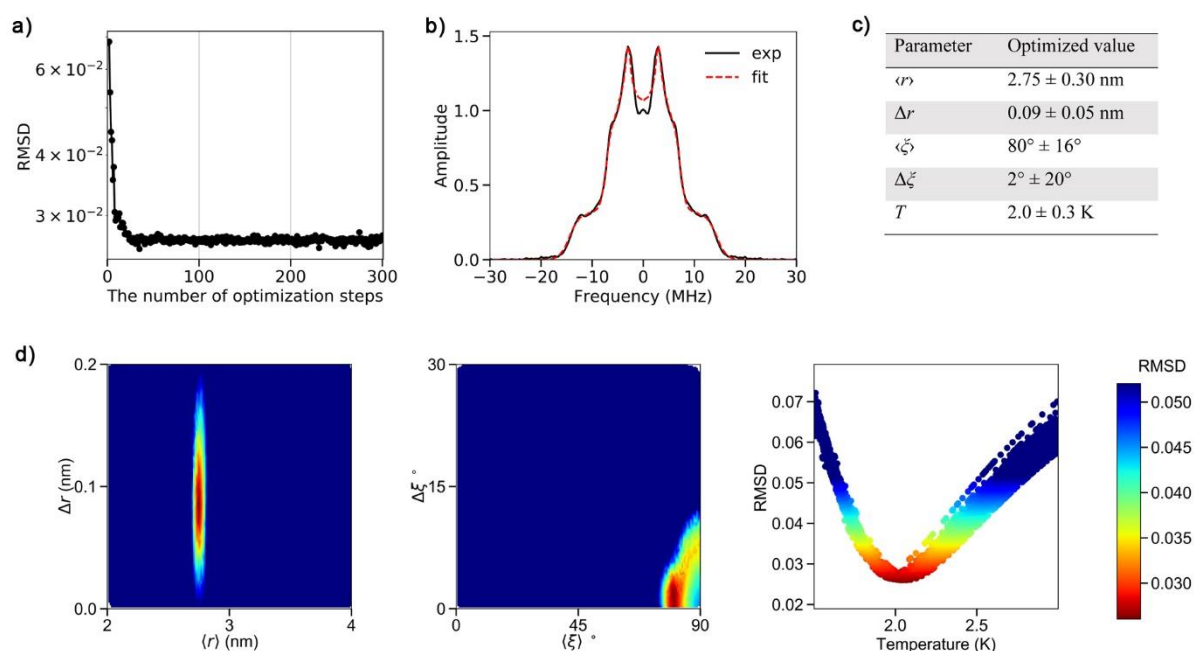 a)
6 × 10⁻²
4 × 10⁻²
3 × 10⁻²
RMSD
0 100 200 300
The number of optimization steps
b)
1.5
1.0
0.5
0.0
Amplitude
exp
fit
−30 −20 −10 0 10 20 30
Frequency (MHz)
c)
Parameter Optimized value
‹r› 2.75 ± 0.30 nm
Δr 0.09 ± 0.05 nm
‹ξ› 80° ± 16°
Δξ 2° ± 20°
T 2.0 ± 0.3 K
d)
0.2
0.1
0.0
Δr (nm)
2 3 4
⟨r⟩ (nm)
30
15
0
Δξ °
0 45 90
⟨ξ⟩ °
0.07
0.06
0.05
0.04
0.03
0.02
RMSD
2.0 2.5
Temperature (K)
RMSD
0.050
0.045
0.040
0.035
0.030